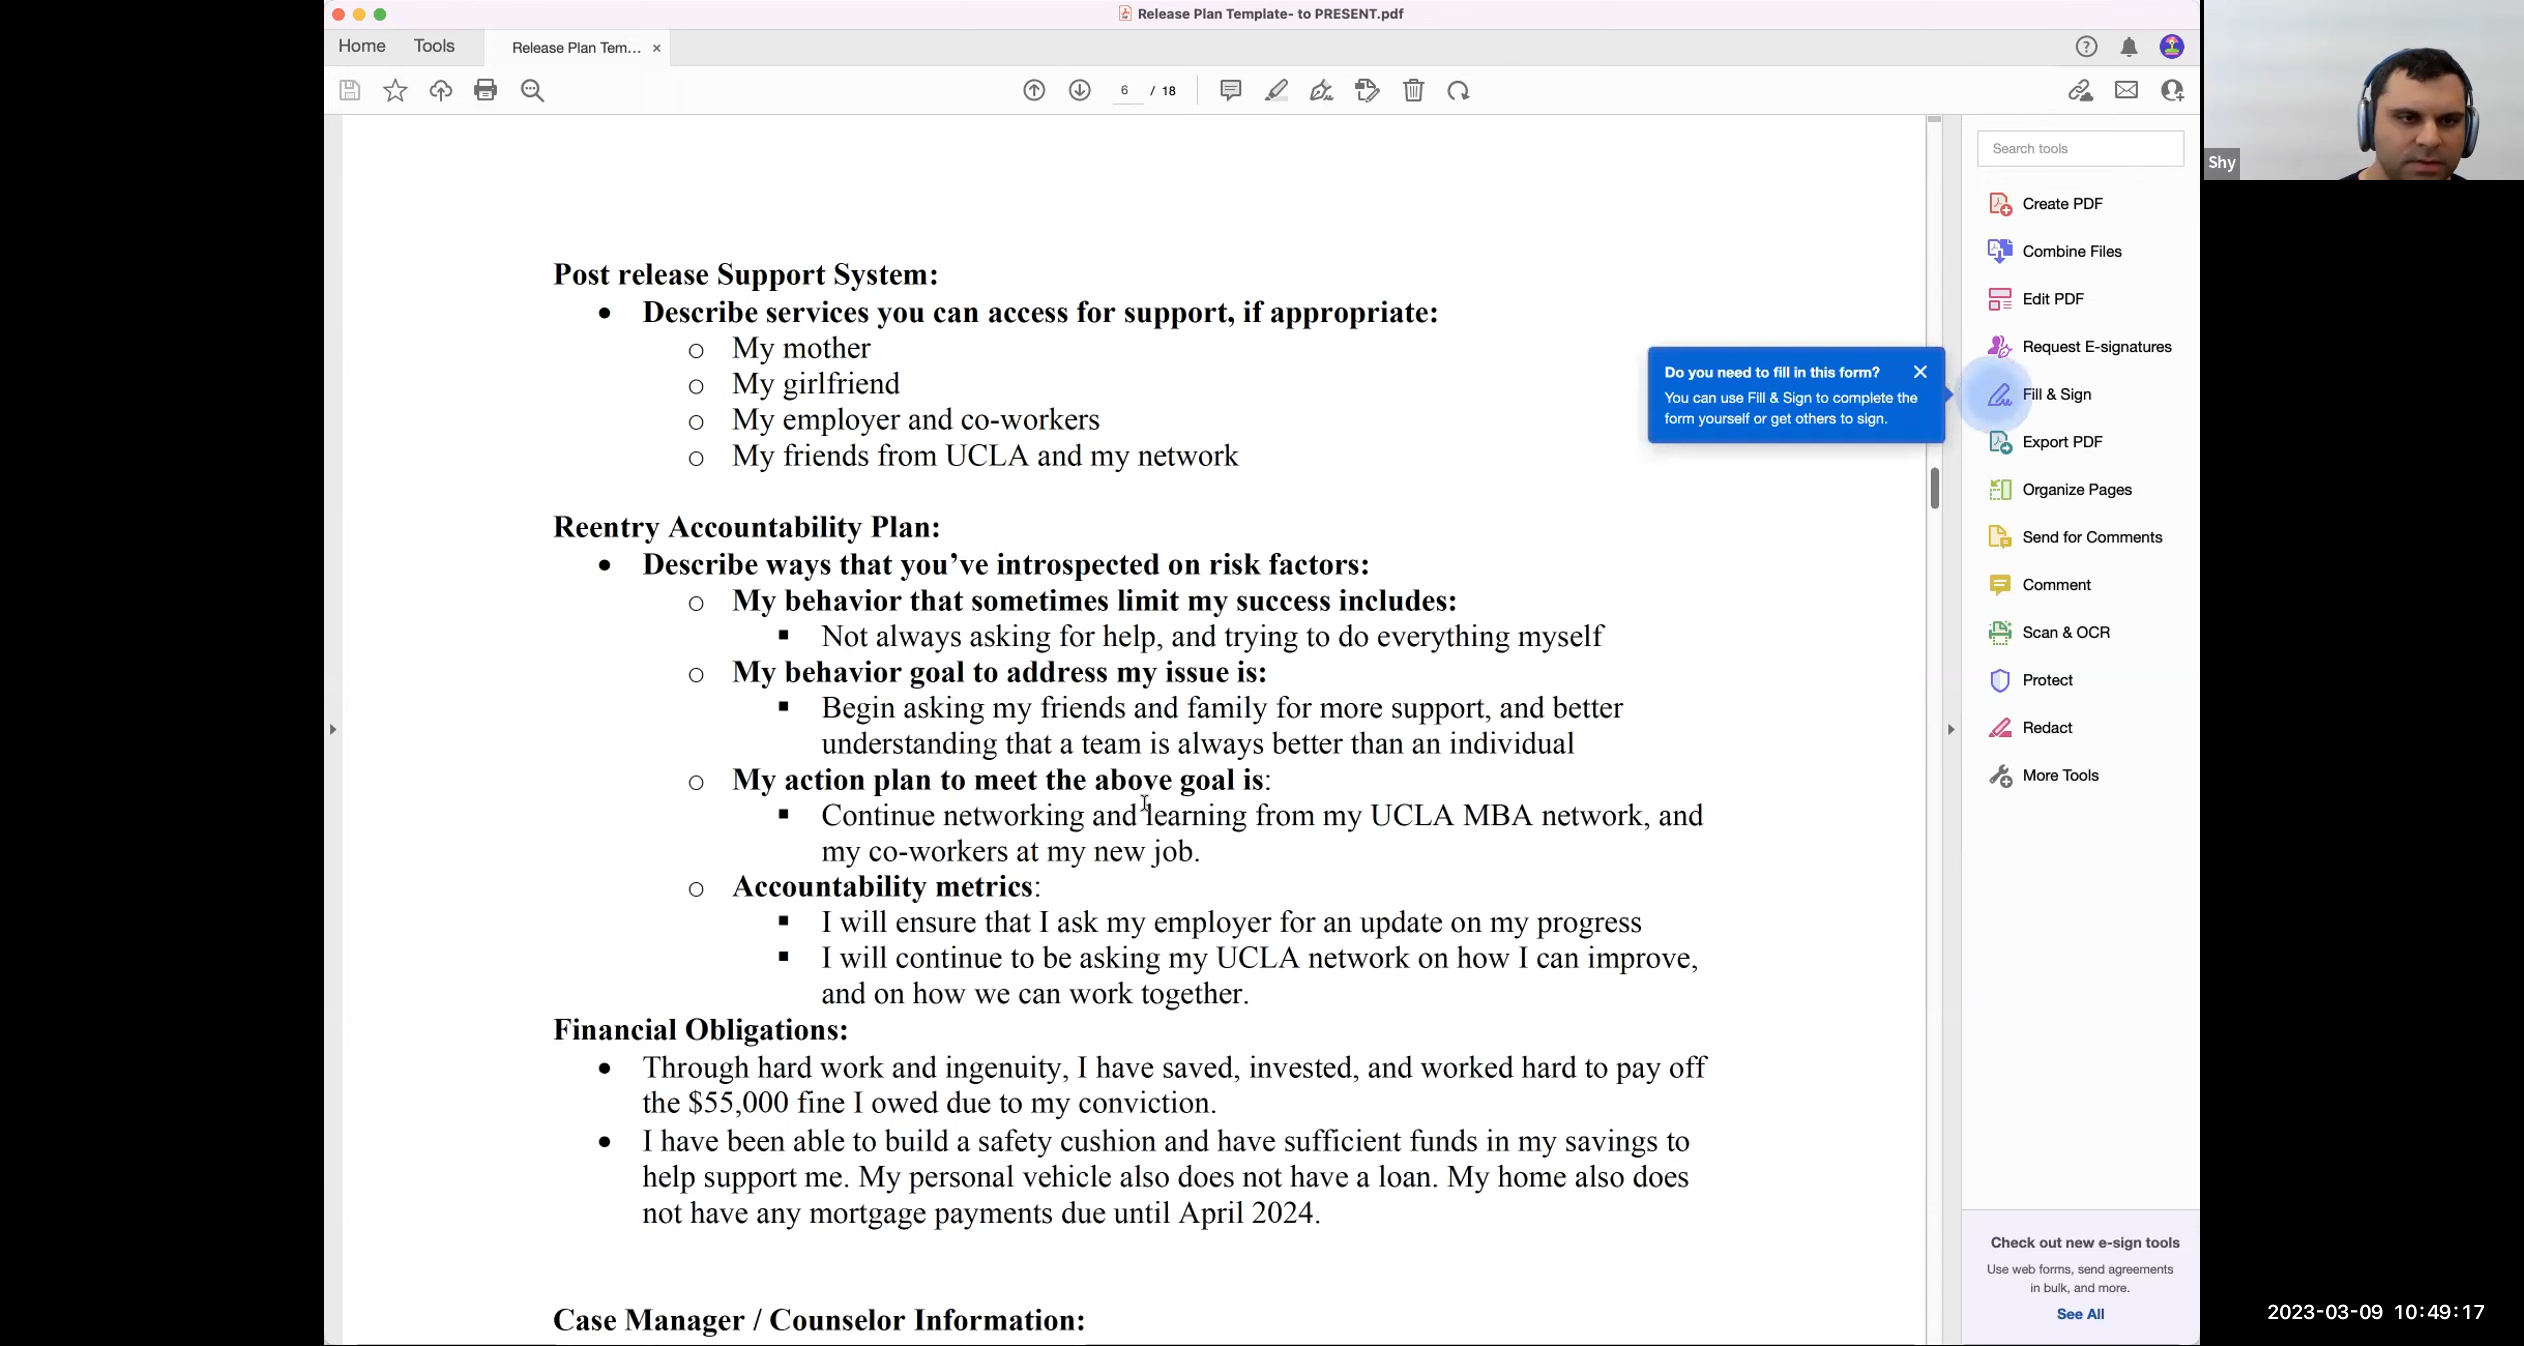 Release Plan Template- to PRESENT.pdf
Home Tools Release Plan Tem... ×
6 / 18
Shy
Search tools
Create PDF
Combine Files
Edit PDF
Request E-signatures
Fill & Sign
Export PDF
Organize Pages
Send for Comments
Comment
Scan & OCR
Protect
Redact
More Tools
Do you need to fill in this form?
You can use Fill & Sign to complete the
form yourself or get others to sign.
Post release Support System:
• Describe services you can access for support, if appropriate:
o My mother
o My girlfriend
o My employer and co-workers
o My friends from UCLA and my network
Reentry Accountability Plan:
• Describe ways that you’ve introspected on risk factors:
o My behavior that sometimes limit my success includes:
▪ Not always asking for help, and trying to do everything myself
o My behavior goal to address my issue is:
▪ Begin asking my friends and family for more support, and better
understanding that a team is always better than an individual
o My action plan to meet the above goal is:
▪ Continue networking and learning from my UCLA MBA network, and
my co-workers at my new job.
o Accountability metrics:
▪ I will ensure that I ask my employer for an update on my progress
▪ I will continue to be asking my UCLA network on how I can improve,
and on how we can work together.
Financial Obligations:
• Through hard work and ingenuity, I have saved, invested, and worked hard to pay off
the $55,000 fine I owed due to my conviction.
• I have been able to build a safety cushion and have sufficient funds in my savings to
help support me. My personal vehicle also does not have a loan. My home also does
not have any mortgage payments due until April 2024.
Case Manager / Counselor Information:
Check out new e-sign tools
Use web forms, send agreements
in bulk, and more.
See All
2023-03-09 10:49:17